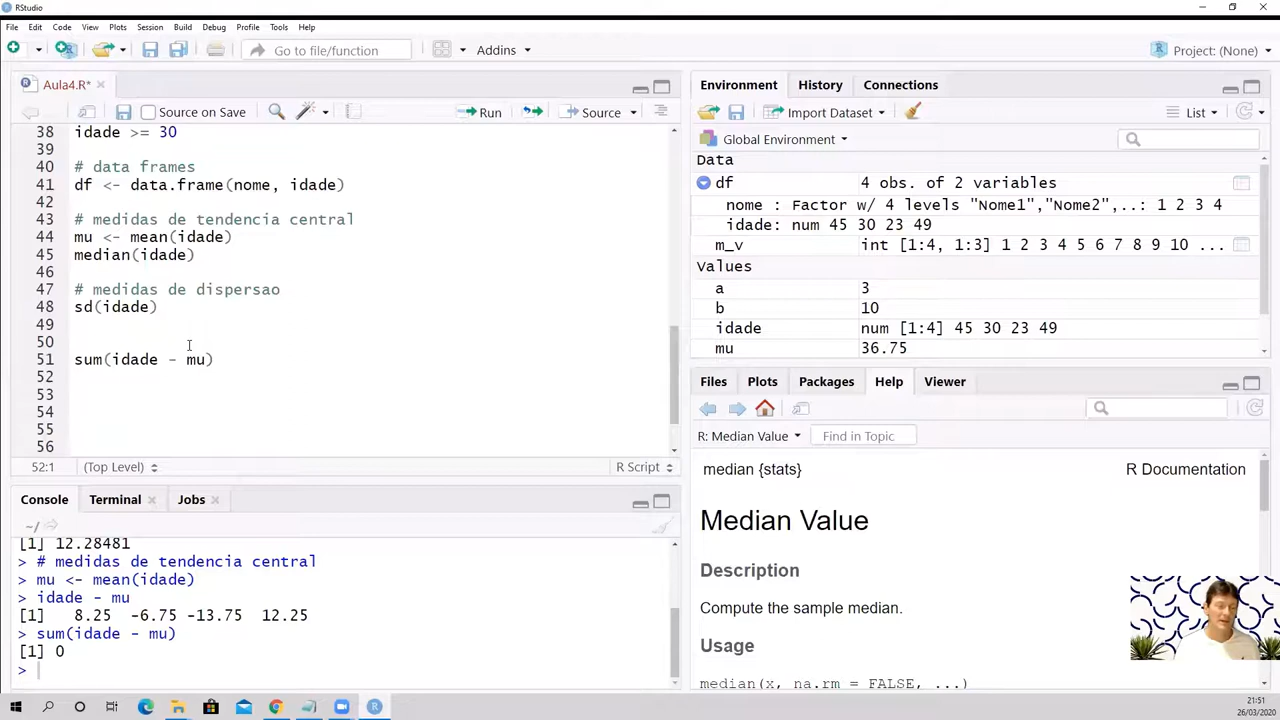 RStudio
File Edit Code View Plots Session Build Debug Profile Tools Help
Go to file/function Addins Project: (None)
Aula4.R*
Source on Save Run Source
38 idade >= 30
39
40 # data frames
41 df <- data.frame(nome, idade)
42
43 # medidas de tendencia central
44 mu <- mean(idade)
45 median(idade)
46
47 # medidas de dispersao
48 sd(idade)
49
50
51 sum(idade - mu)
52
53
54
55
56
52:1 (Top Level) R Script
Console Terminal Jobs
~/
[1] 12.28481
> # medidas de tendencia central
> mu <- mean(idade)
> idade - mu
[1] 8.25 -6.75 -13.75 12.25
> sum(idade - mu)
[1] 0
>
Environment History Connections
Import Dataset List
Global Environment
Data
df 4 obs. of 2 variables
nome : Factor w/ 4 levels "Nome1","Nome2",..: 1 2 3 4
idade: num 45 30 23 49
m_v int [1:4, 1:3] 1 2 3 4 5 6 7 8 9 10 ...
Values
a 3
b 10
idade num [1:4] 45 30 23 49
mu 36.75
Files Plots Packages Help Viewer
R: Median Value Find in Topic
median {stats} R Documentation
Median Value
Description
Compute the sample median.
Usage
median(x, na.rm = FALSE, ...)
21:51
26/03/2020